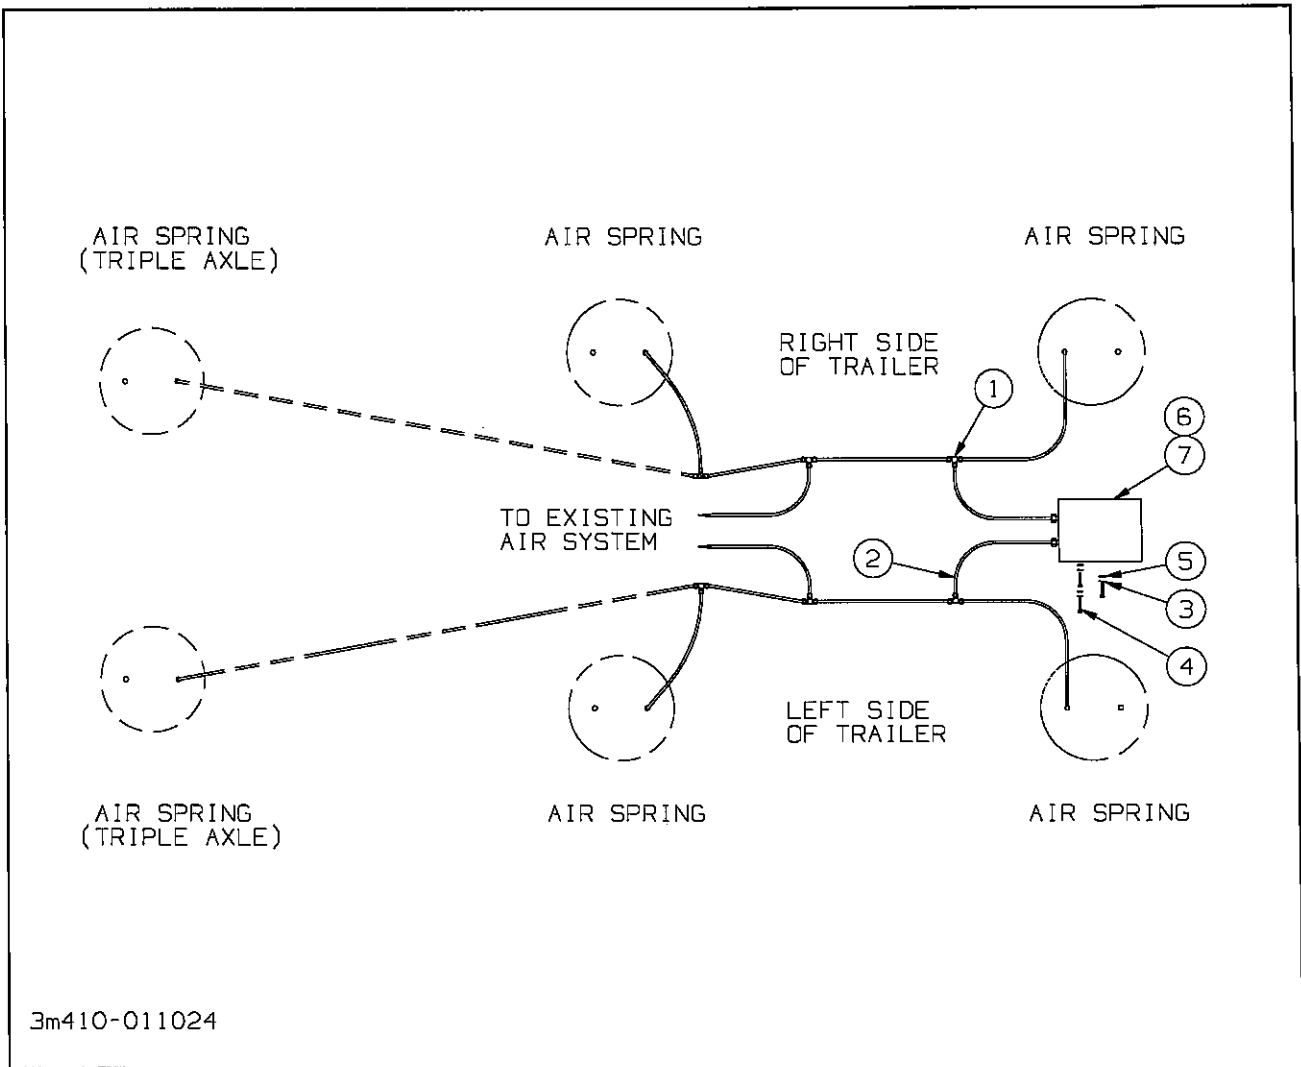 AIR SPRING
(TRIPLE AXLE)
AIR SPRING
AIR SPRING
RIGHT SIDE
OF TRAILER
1
6
7
TO EXISTING
AIR SYSTEM
2
5
3
4
LEFT SIDE
OF TRAILER
AIR SPRING
(TRIPLE AXLE)
AIR SPRING
AIR SPRING
3m410-011024